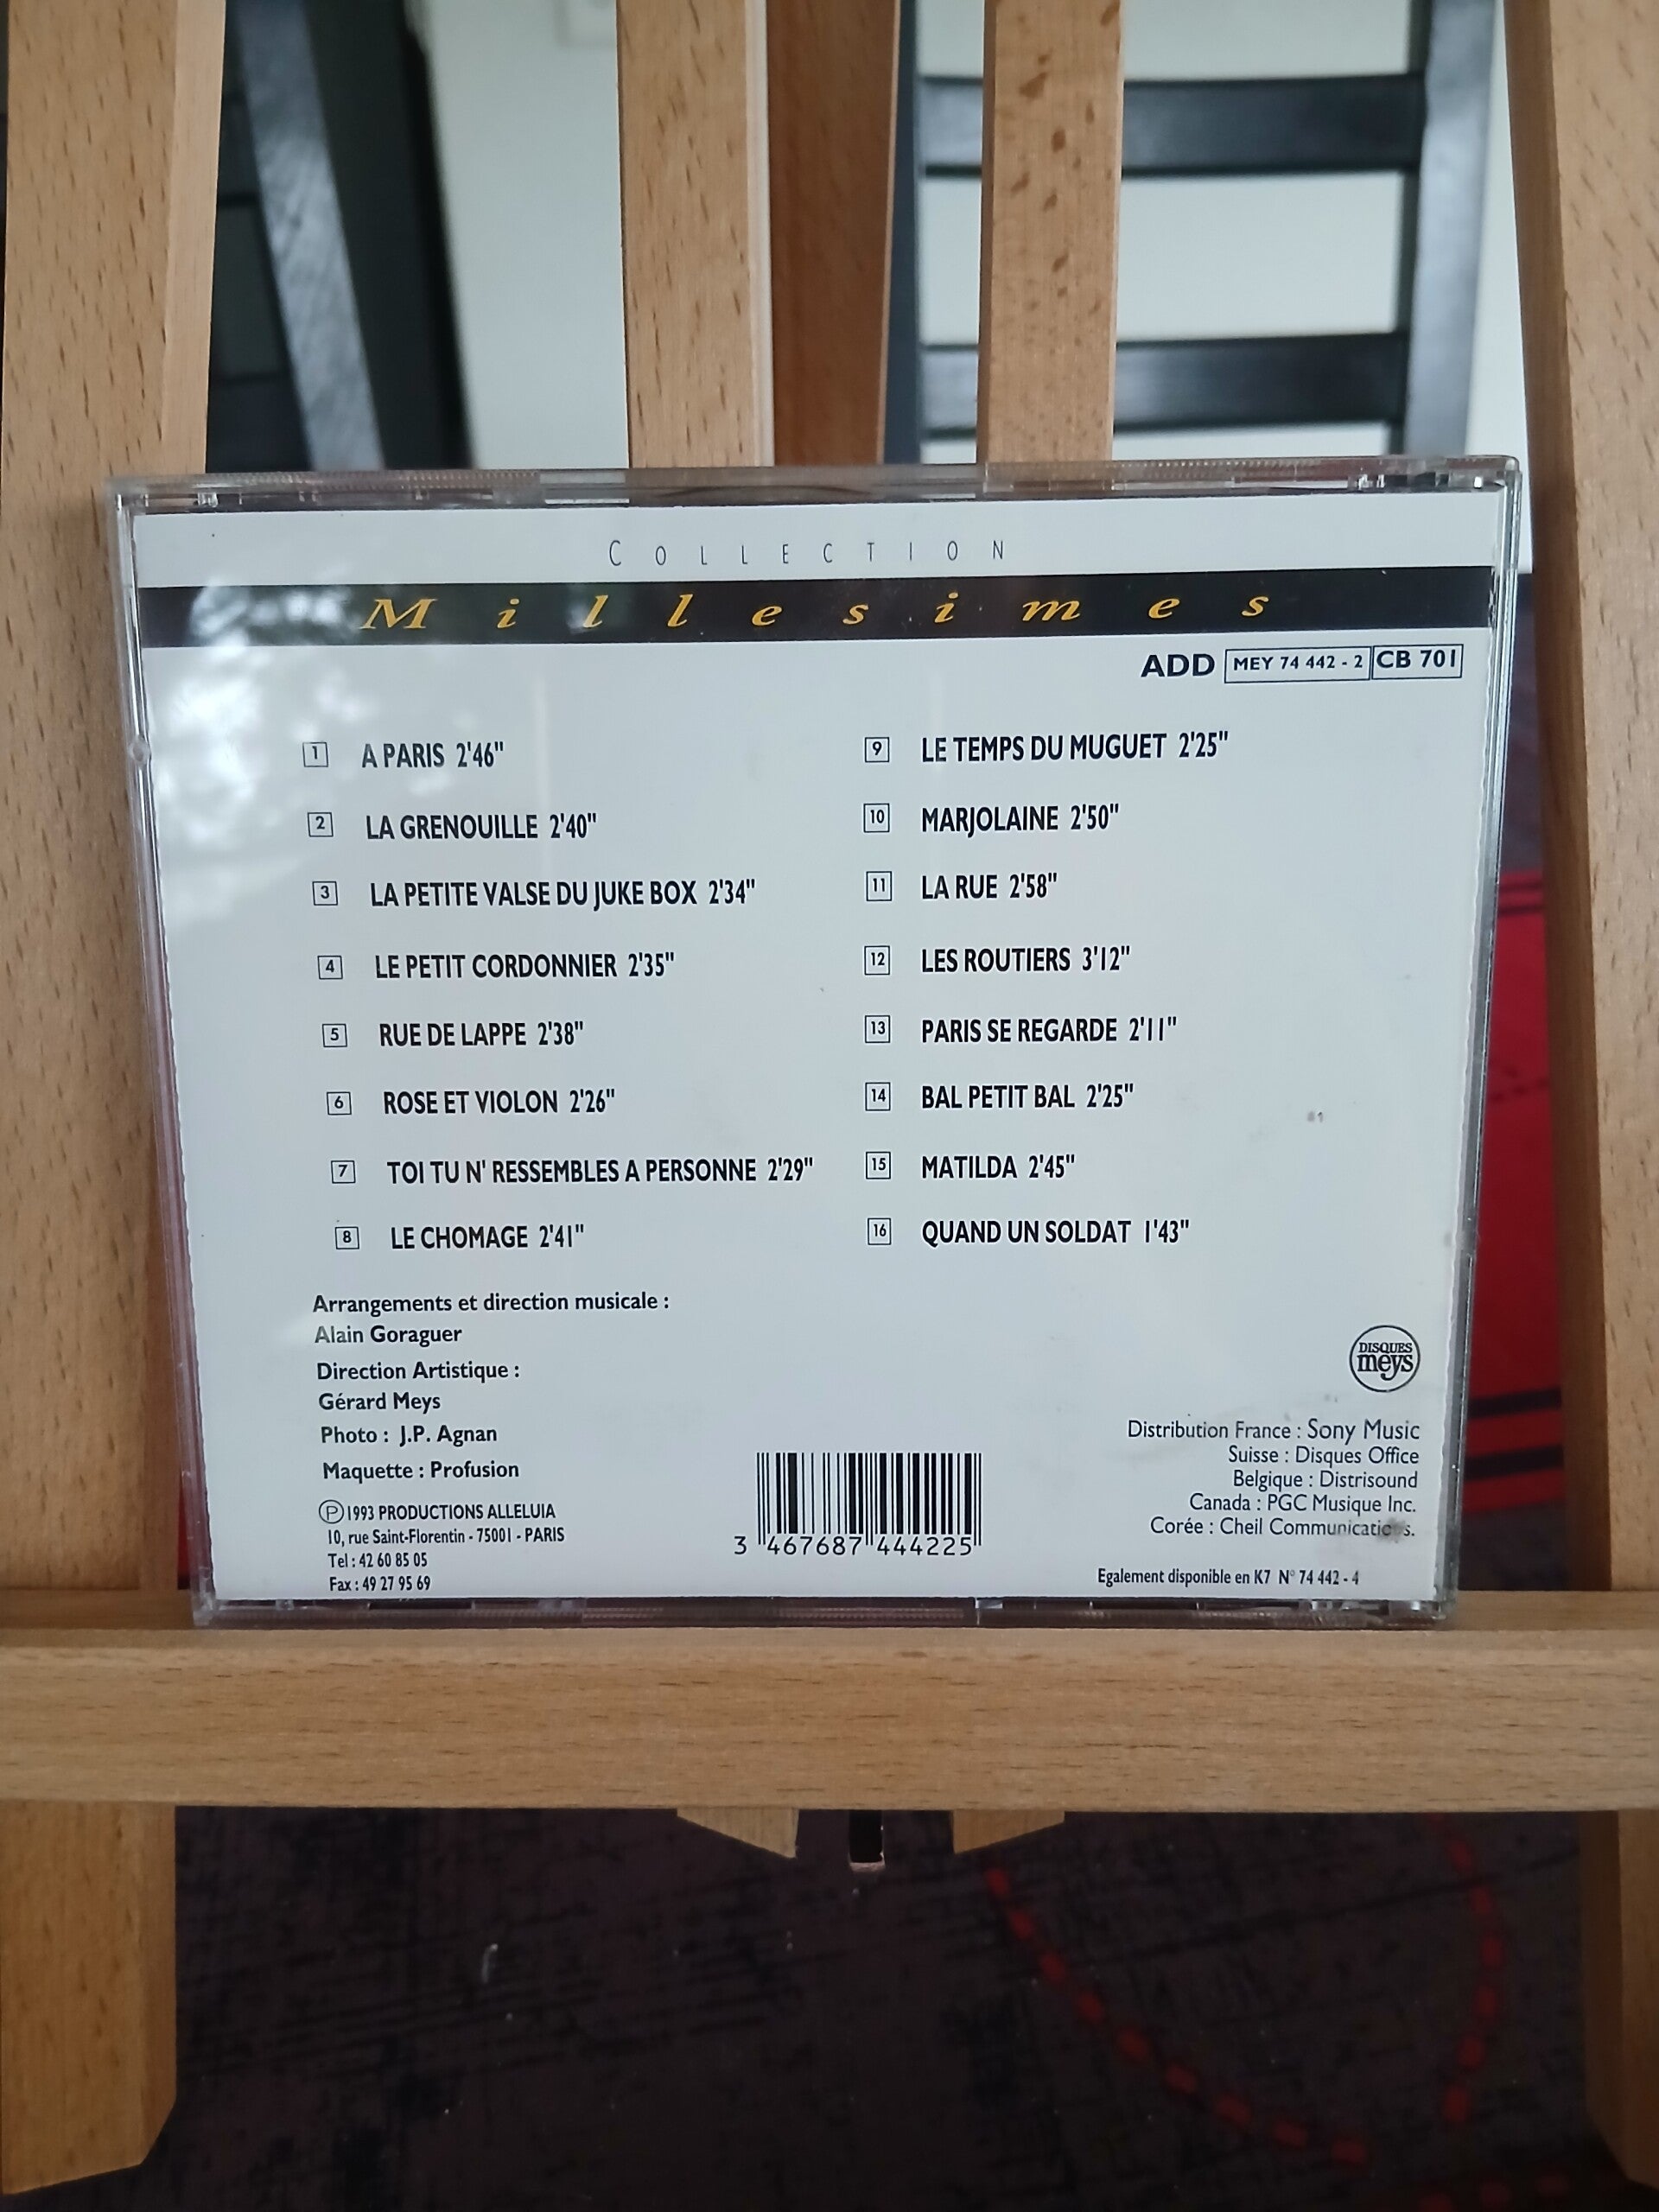 COLLECTION
Millesimes
ADD MEY 74 442 - 2 CB 701
1 A PARIS 2'46"
2 LA GRENOUILLE 2'40"
3 LA PETITE VALSE DU JUKE BOX 2'34"
4 LE PETIT CORDONNIER 2'35"
5 RUE DE LAPPE 2'38"
6 ROSE ET VIOLON 2'26"
7 TOI TU N' RESSEMBLES A PERSONNE 2'29"
8 LE CHOMAGE 2'41"
9 LE TEMPS DU MUGUET 2'25"
10 MARJOLAINE 2'50"
11 LA RUE 2'58"
12 LES ROUTIERS 3'12"
13 PARIS SE REGARDE 2'11"
14 BAL PETIT BAL 2'25"
15 MATILDA 2'45"
16 QUAND UN SOLDAT 1'43"
Arrangements et direction musicale :
Alain Goraguer
Direction Artistique :
Gérard Meys
Photo : J.P. Agnan
Maquette : Profusion
Ⓟ 1993 PRODUCTIONS ALLELUIA
10, rue Saint-Florentin - 75001 - PARIS
Tel : 42 60 85 05
Fax : 49 27 95 69
3 467687 444225
DISQUES
meys
Distribution France : Sony Music
Suisse : Disques Office
Belgique : Distrisound
Canada : PGC Musique Inc.
Corée : Cheil Communications.
Egalement disponible en K7 N° 74 442 - 4